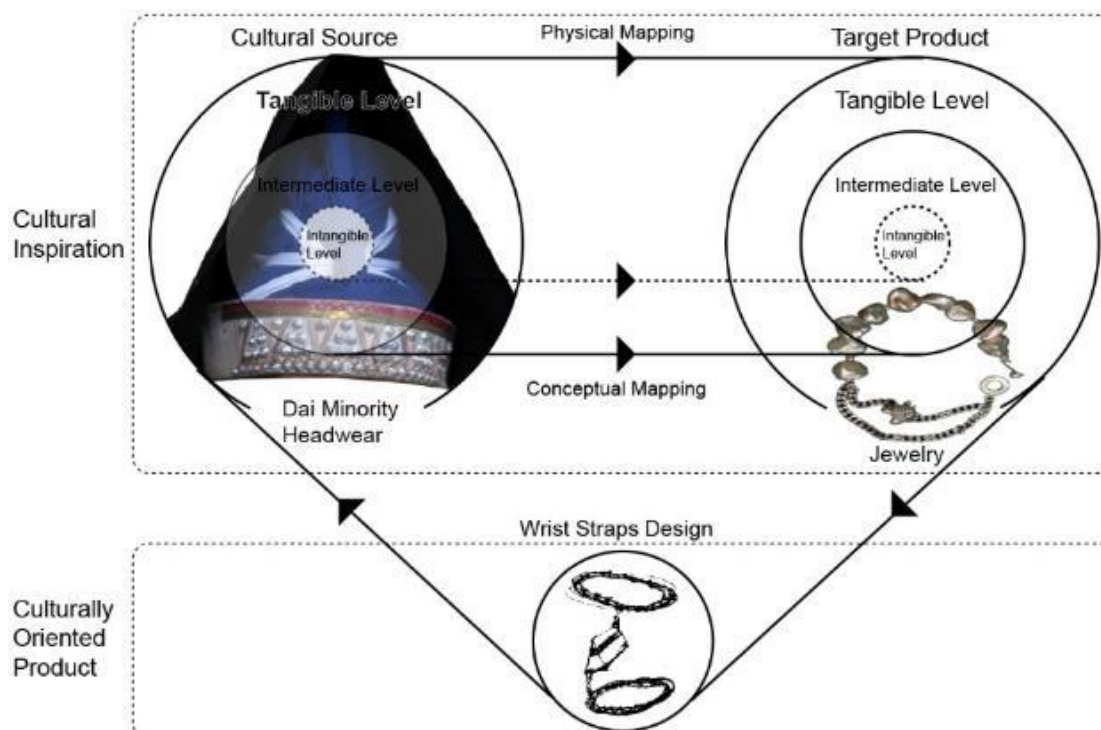 Cultural Source
Physical Mapping
Target Product
Tangible Level
Tangible Level
Intermediate Level
Intermediate Level
Intangible
Level
Intangible
Level
Cultural
Inspiration
Conceptual Mapping
Dai Minority
Headwear
Jewelry
Wrist Straps Design
Culturally
Oriented
Product